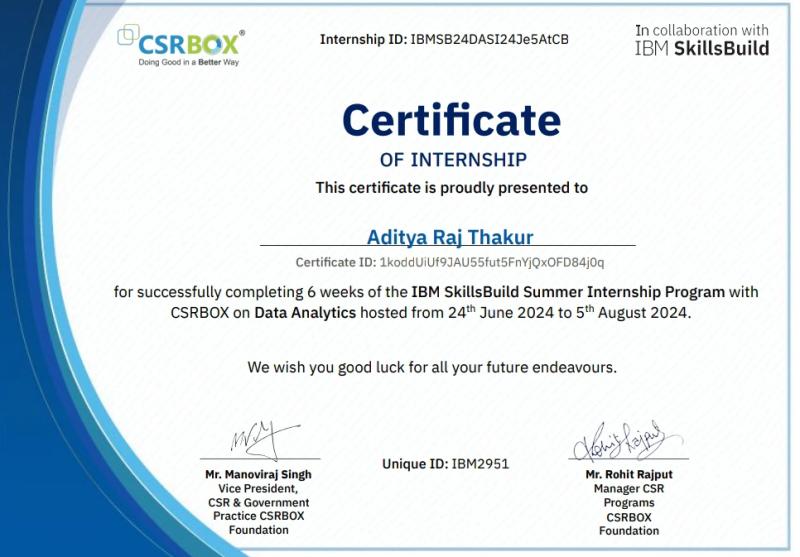 CSRBOX®
Doing Good in a Better Way
Internship ID: IBMSB24DASI24Je5AtCB
In collaboration with
IBM SkillsBuild
Certificate
OF INTERNSHIP
This certificate is proudly presented to
Aditya Raj Thakur
Certificate ID: 1koddUiUf9JAU55fut5FnYjQxOFD84j0q
for successfully completing 6 weeks of the IBM SkillsBuild Summer Internship Program with
CSRBOX on Data Analytics hosted from 24th June 2024 to 5th August 2024.
We wish you good luck for all your future endeavours.
Rohit Rajput
Mr. Manoviraj Singh
Vice President,
CSR & Government
Practice CSRBOX
Foundation
Unique ID: IBM2951
Mr. Rohit Rajput
Manager CSR
Programs
CSRBOX
Foundation